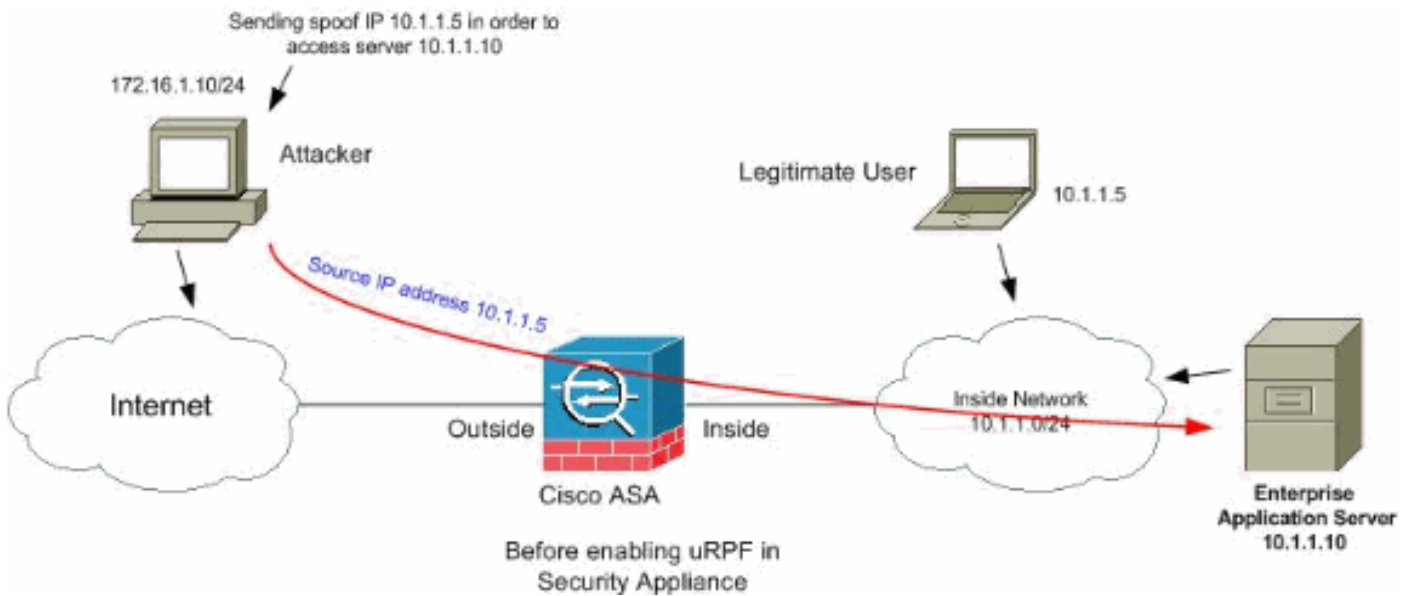 Sending spoof IP 10.1.1.5 in order to
access server 10.1.1.10
172.16.1.10/24
Attacker
Legitimate User
10.1.1.5
Source IP address 10.1.1.5
Internet
Outside
Inside
Inside Network
10.1.1.0/24
Cisco ASA
Enterprise
Application Server
10.1.1.10
Before enabling uRPF in
Security Appliance